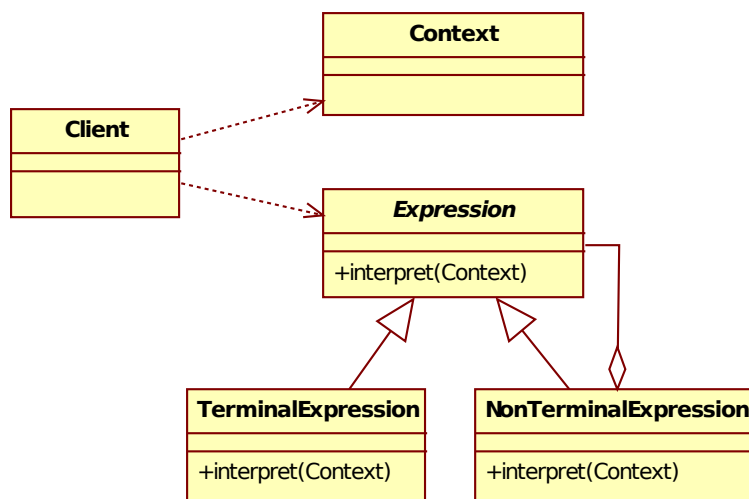 Context
Client
Expression
+interpret(Context)
TerminalExpression
+interpret(Context)
NonTerminalExpression
+interpret(Context)